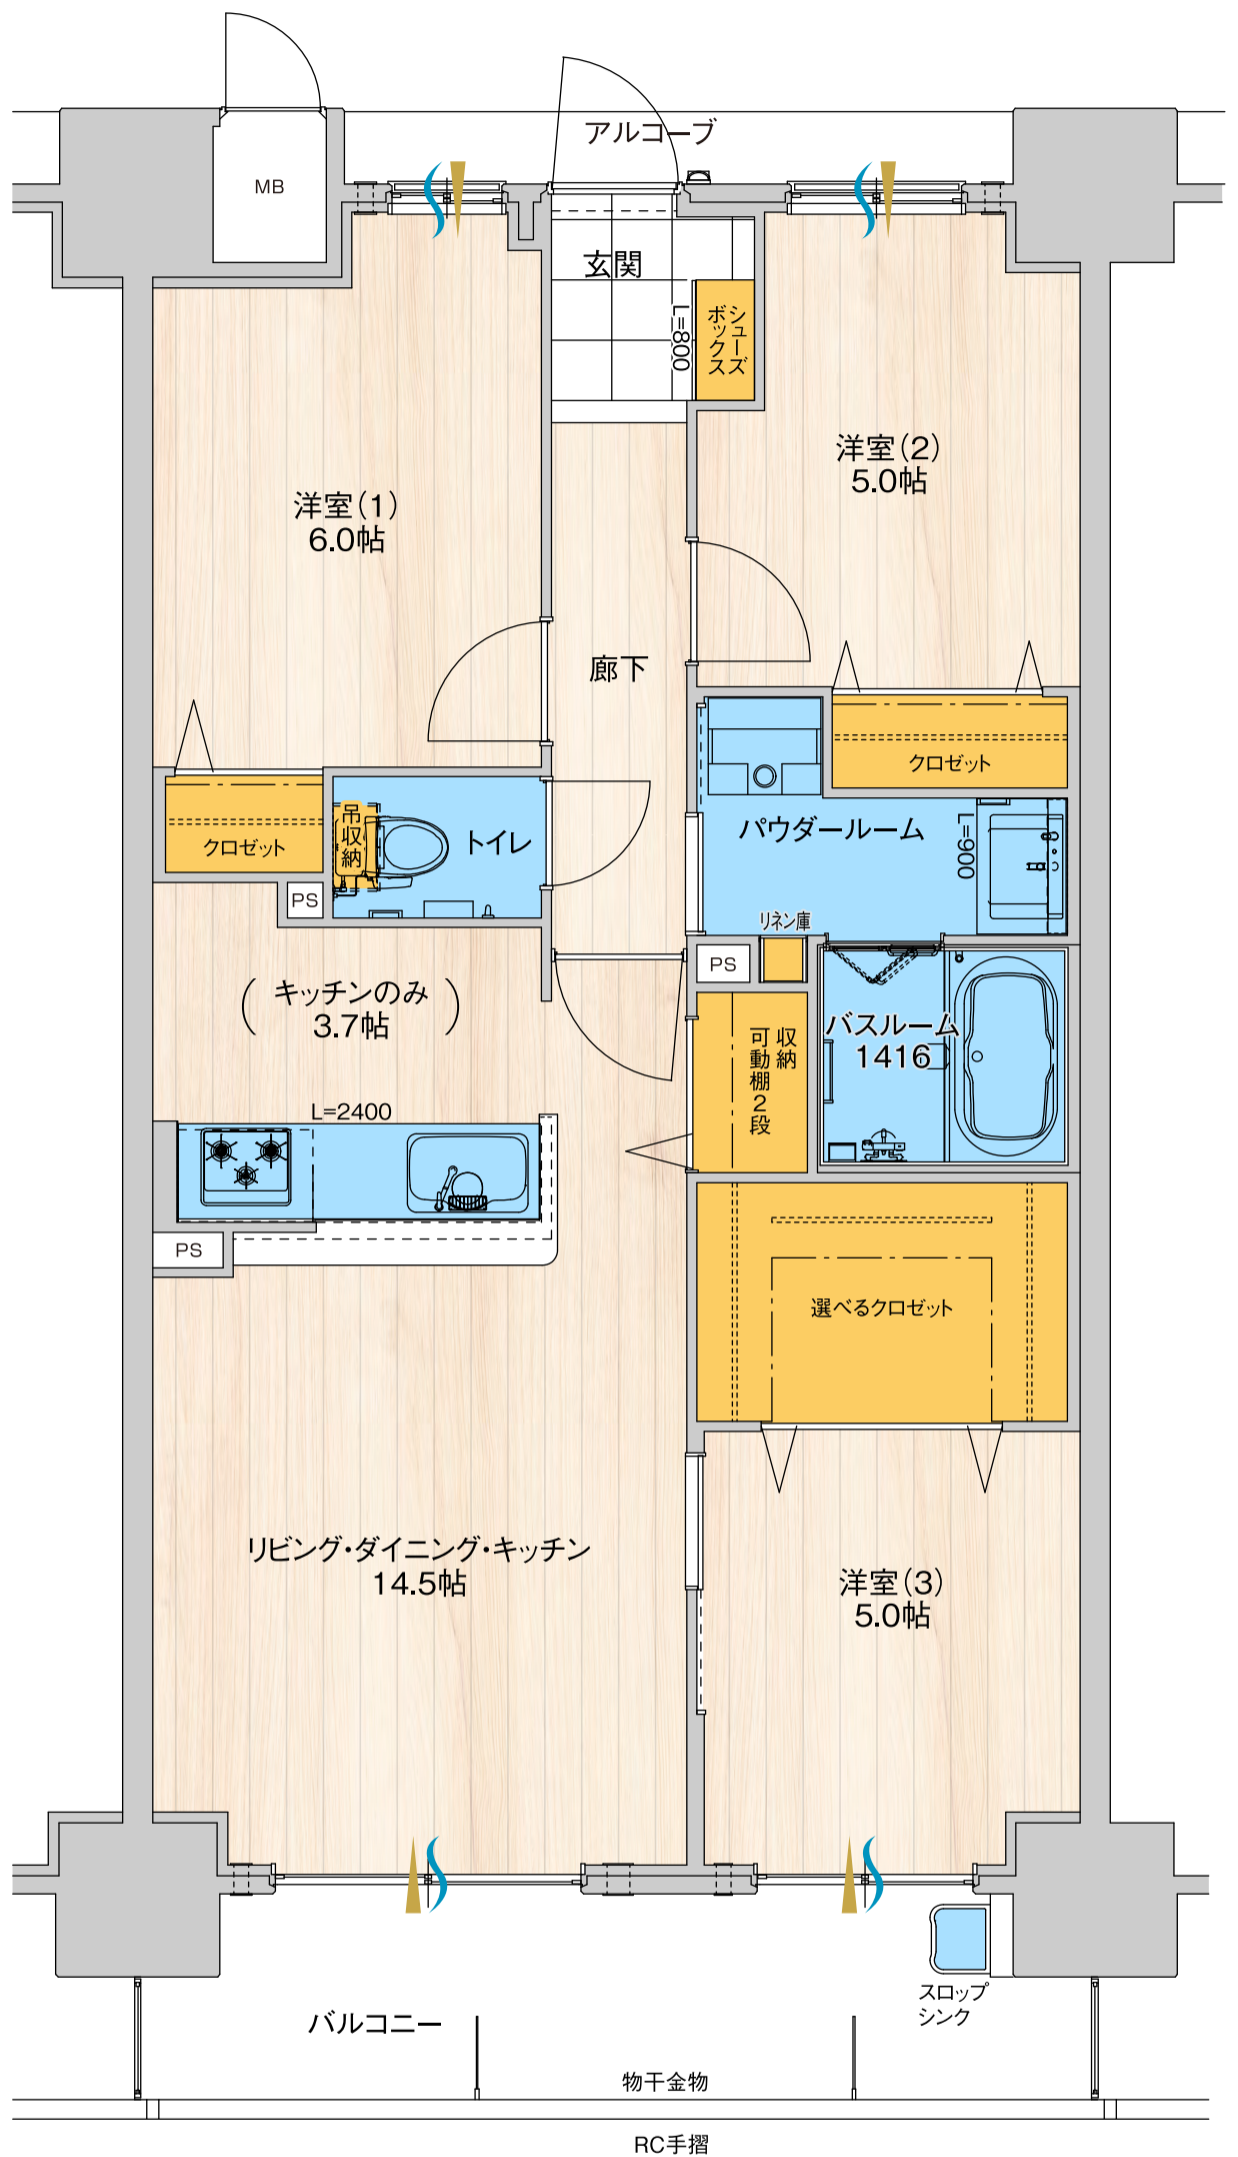 アルコーブ
MB
玄関
L=800
シューズ
ボックス
洋室(2)
5.0帖
洋室(1)
6.0帖
廊下
クロゼット
クロゼット
吊収納
トイレ
パウダールーム
L=900
PS
リネン庫
PS
(キッチンのみ)
3.7帖
収納
可動棚2段
バスルーム
1416
L=2400
PS
選べるクロゼット
リビング・ダイニング・キッチン
14.5帖
洋室(3)
5.0帖
スロップ
シンク
バルコニー
物干金物
RC手摺